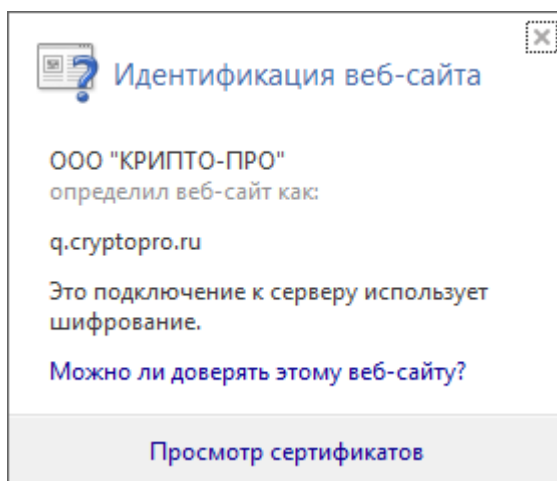 Идентификация веб-сайта
ООО "КРИПТО-ПРО"
определил веб-сайт как:
q.cryptopro.ru
Это подключение к серверу использует
шифрование.
Можно ли доверять этому веб-сайту?
Просмотр сертификатов